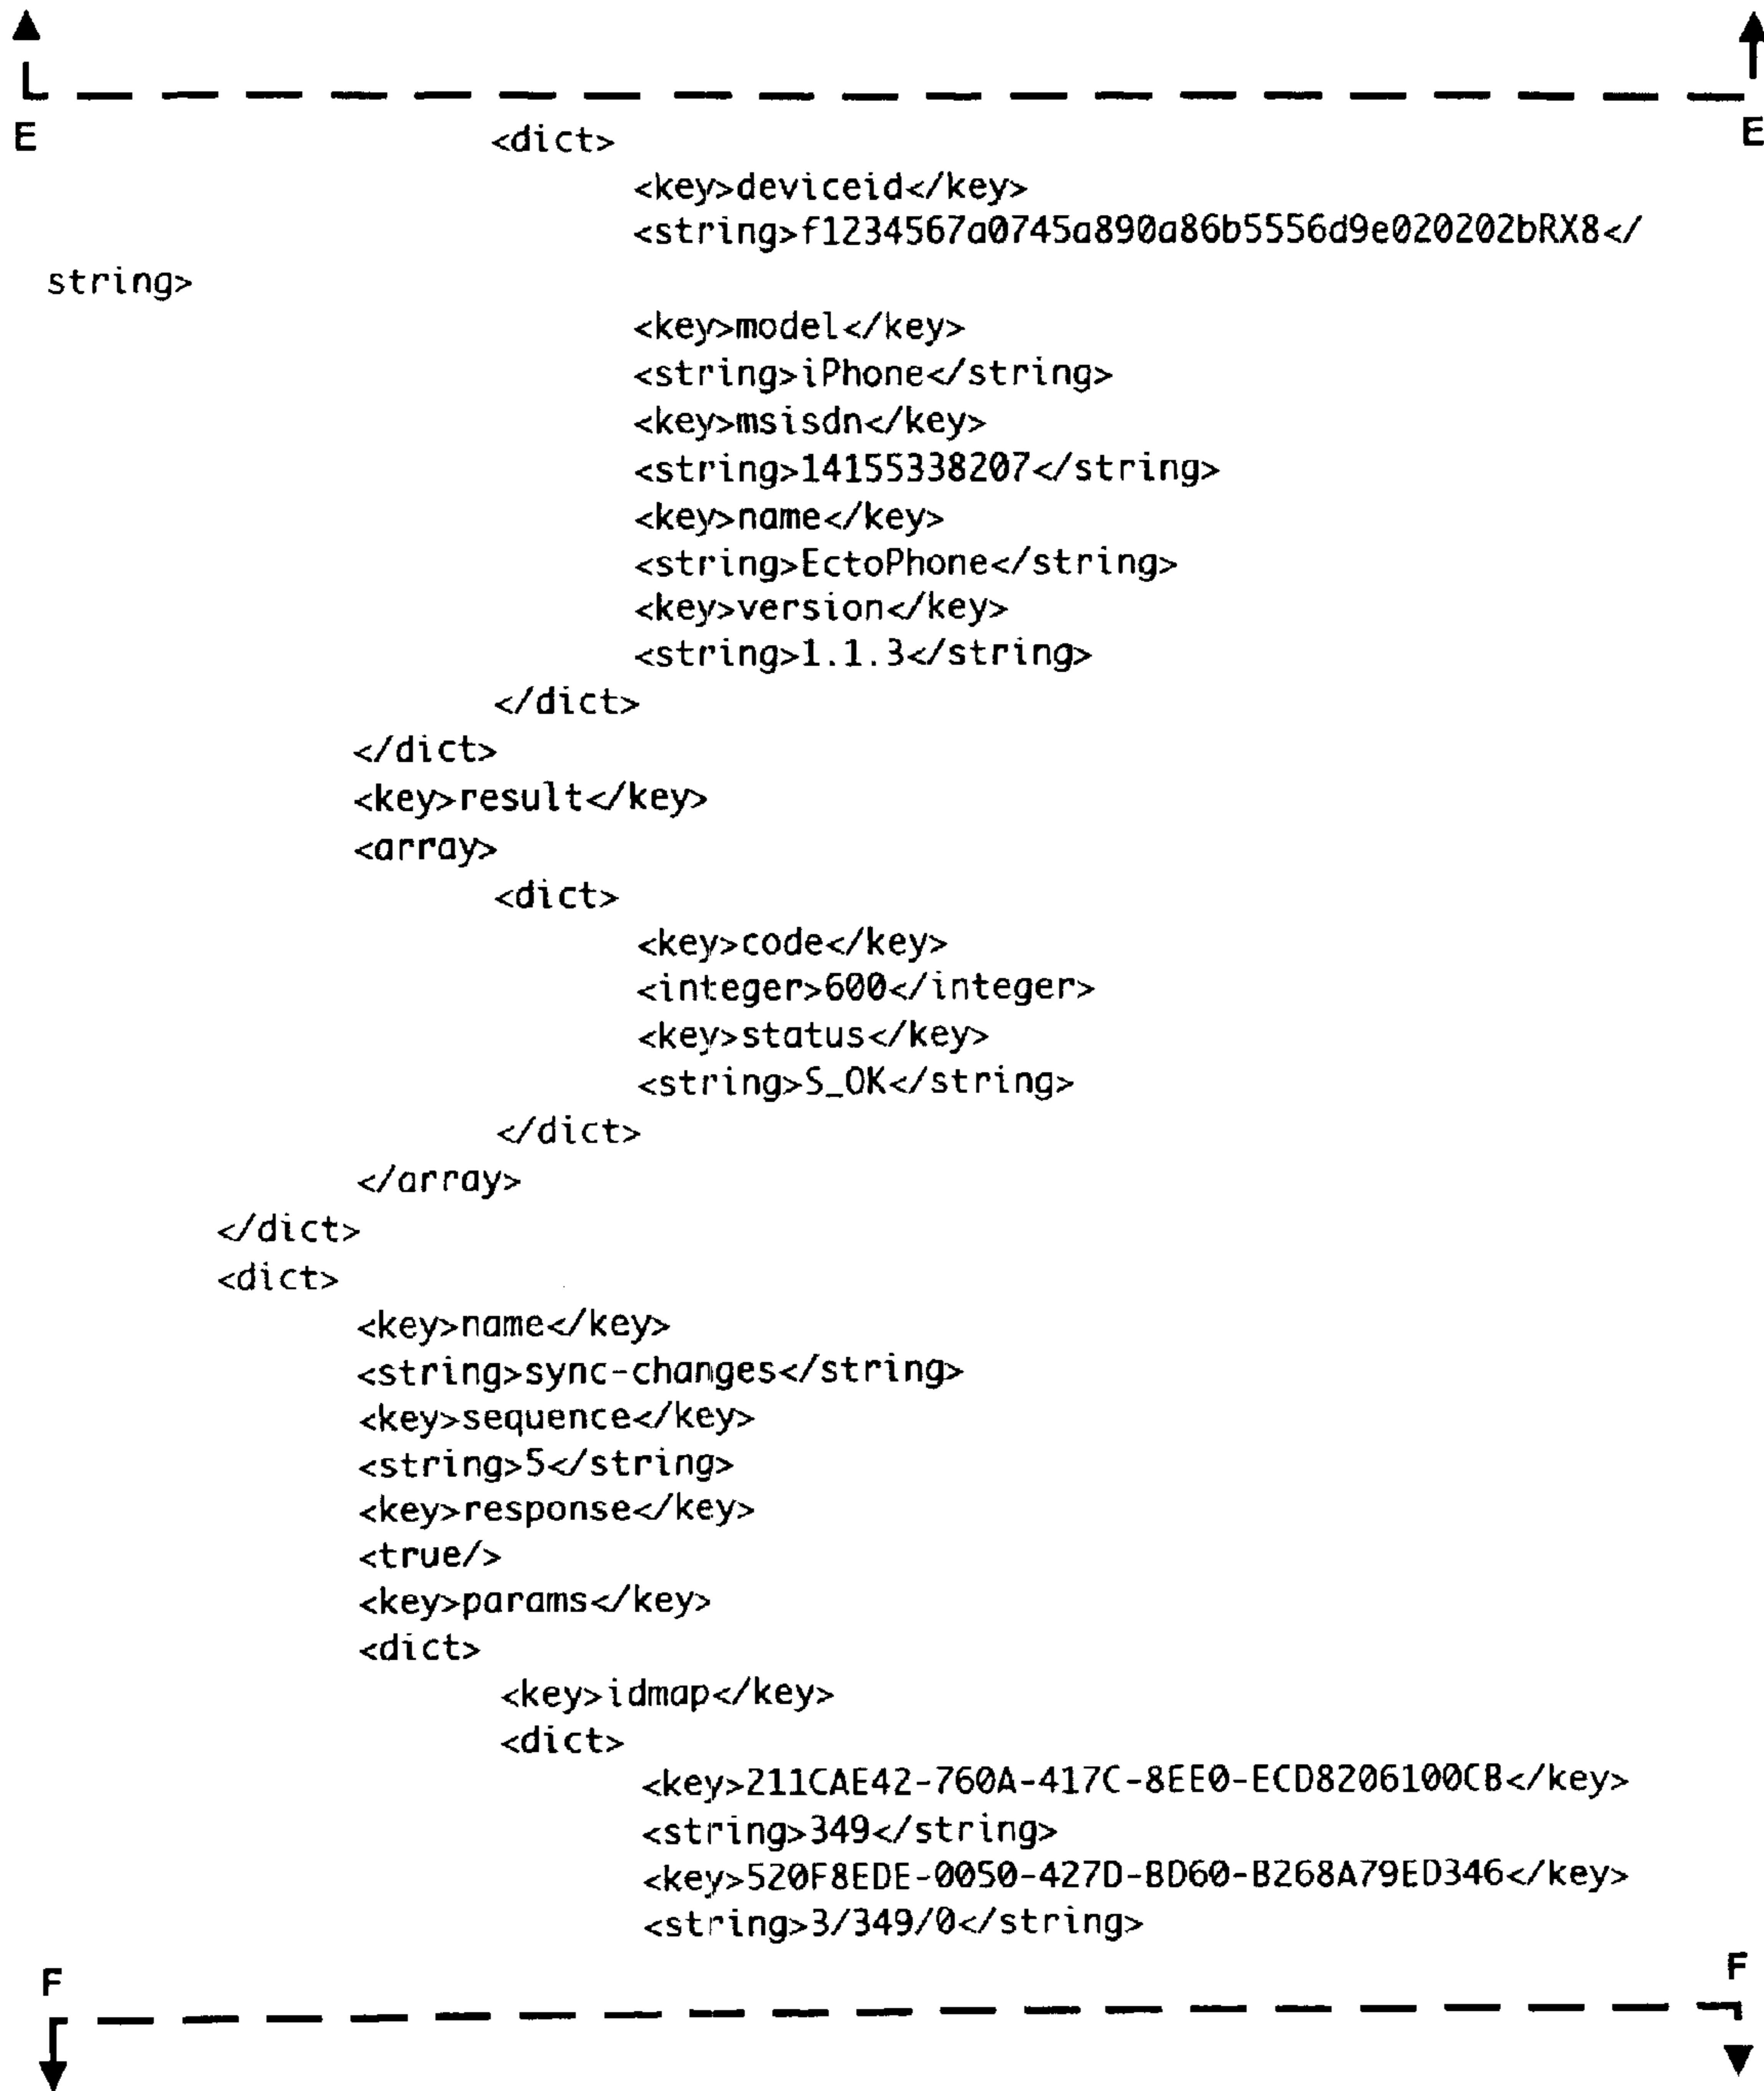 E E
<dict>
<key>deviceid</key>
<string>f1234567a0745a890a86b5556d9e020202bRX8</
string>
<key>model</key>
<string>iPhone</string>
<key>msisdn</key>
<string>14155338207</string>
<key>name</key>
<string>EctoPhone</string>
<key>version</key>
<string>1.1.3</string>
</dict>
</dict>
<key>result</key>
<array>
<dict>
<key>code</key>
<integer>600</integer>
<key>status</key>
<string>S_OK</string>
</dict>
</array>
</dict>
<dict>
<key>name</key>
<string>sync-changes</string>
<key>sequence</key>
<string>5</string>
<key>response</key>
<true/>
<key>params</key>
<dict>
<key>idmap</key>
<dict>
<key>211CAE42-760A-417C-8EE0-ECD8206100CB</key>
<string>349</string>
<key>520F8EDE-0050-427D-BD60-B268A79ED346</key>
<string>3/349/0</string>
F F